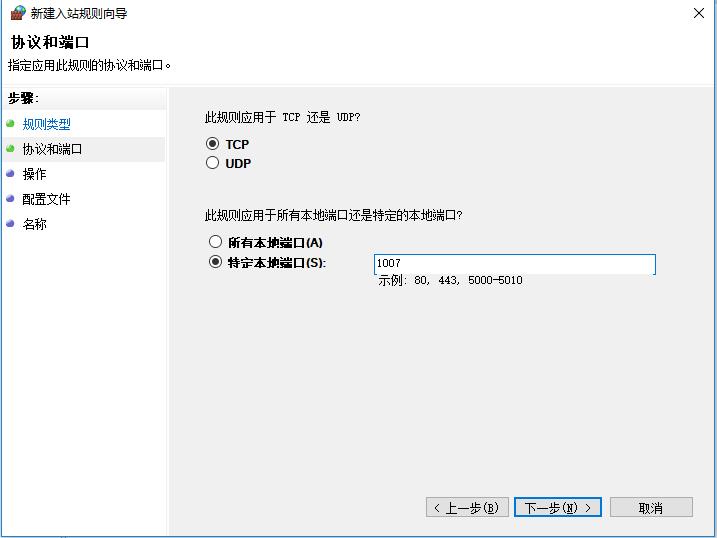 新建入站规则向导
协议和端口
指定应用此规则的协议和端口。
步骤:
规则类型
协议和端口
操作
配置文件
名称
此规则应用于 TCP 还是 UDP?
TCP
UDP
此规则应用于所有本地端口还是特定的本地端口?
所有本地端口(A)
特定本地端口(S):
1007
示例: 80, 443, 5000-5010
< 上一步(B)
下一步(N) >
取消